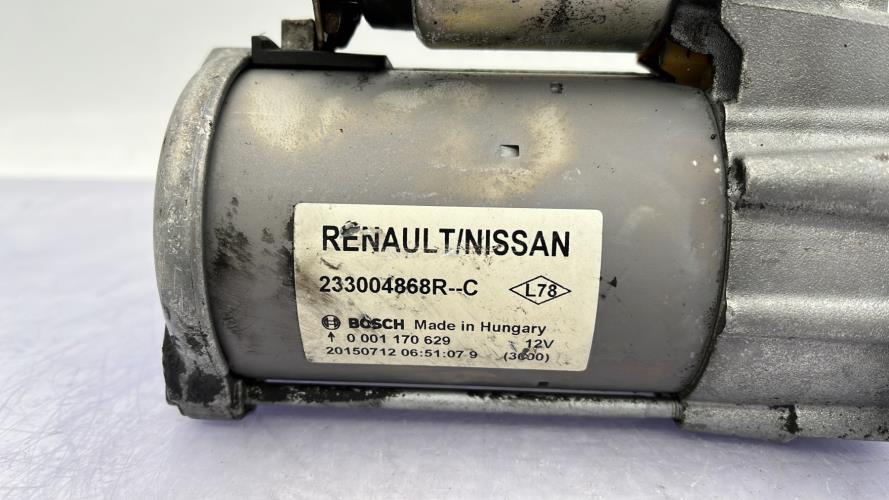 RENAULT/NISSAN
233004868R--C L78
BOSCH Made in Hungary
↑ 0 001 170 629 12V
20150712 06:51:07 9 (3600)